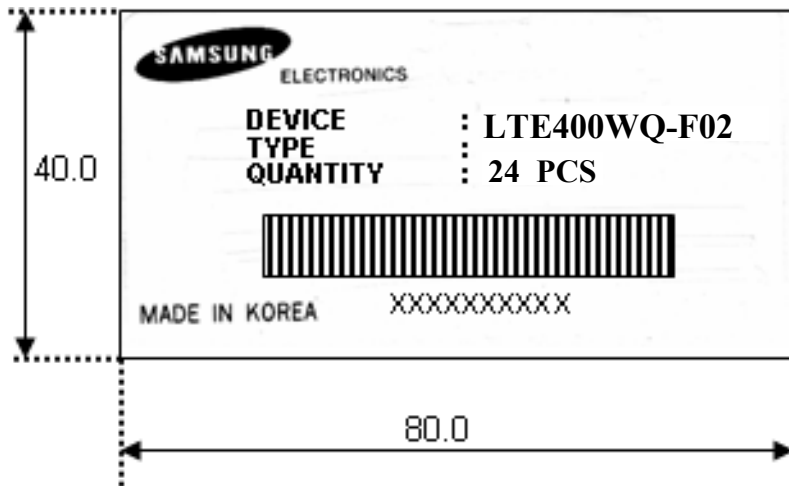 SAMSUNG
ELECTRONICS
DEVICE : LTE400WQ-F02
TYPE :
QUANTITY : 24 PCS
40.0
MADE IN KOREA XXXXXXXXXX
80.0